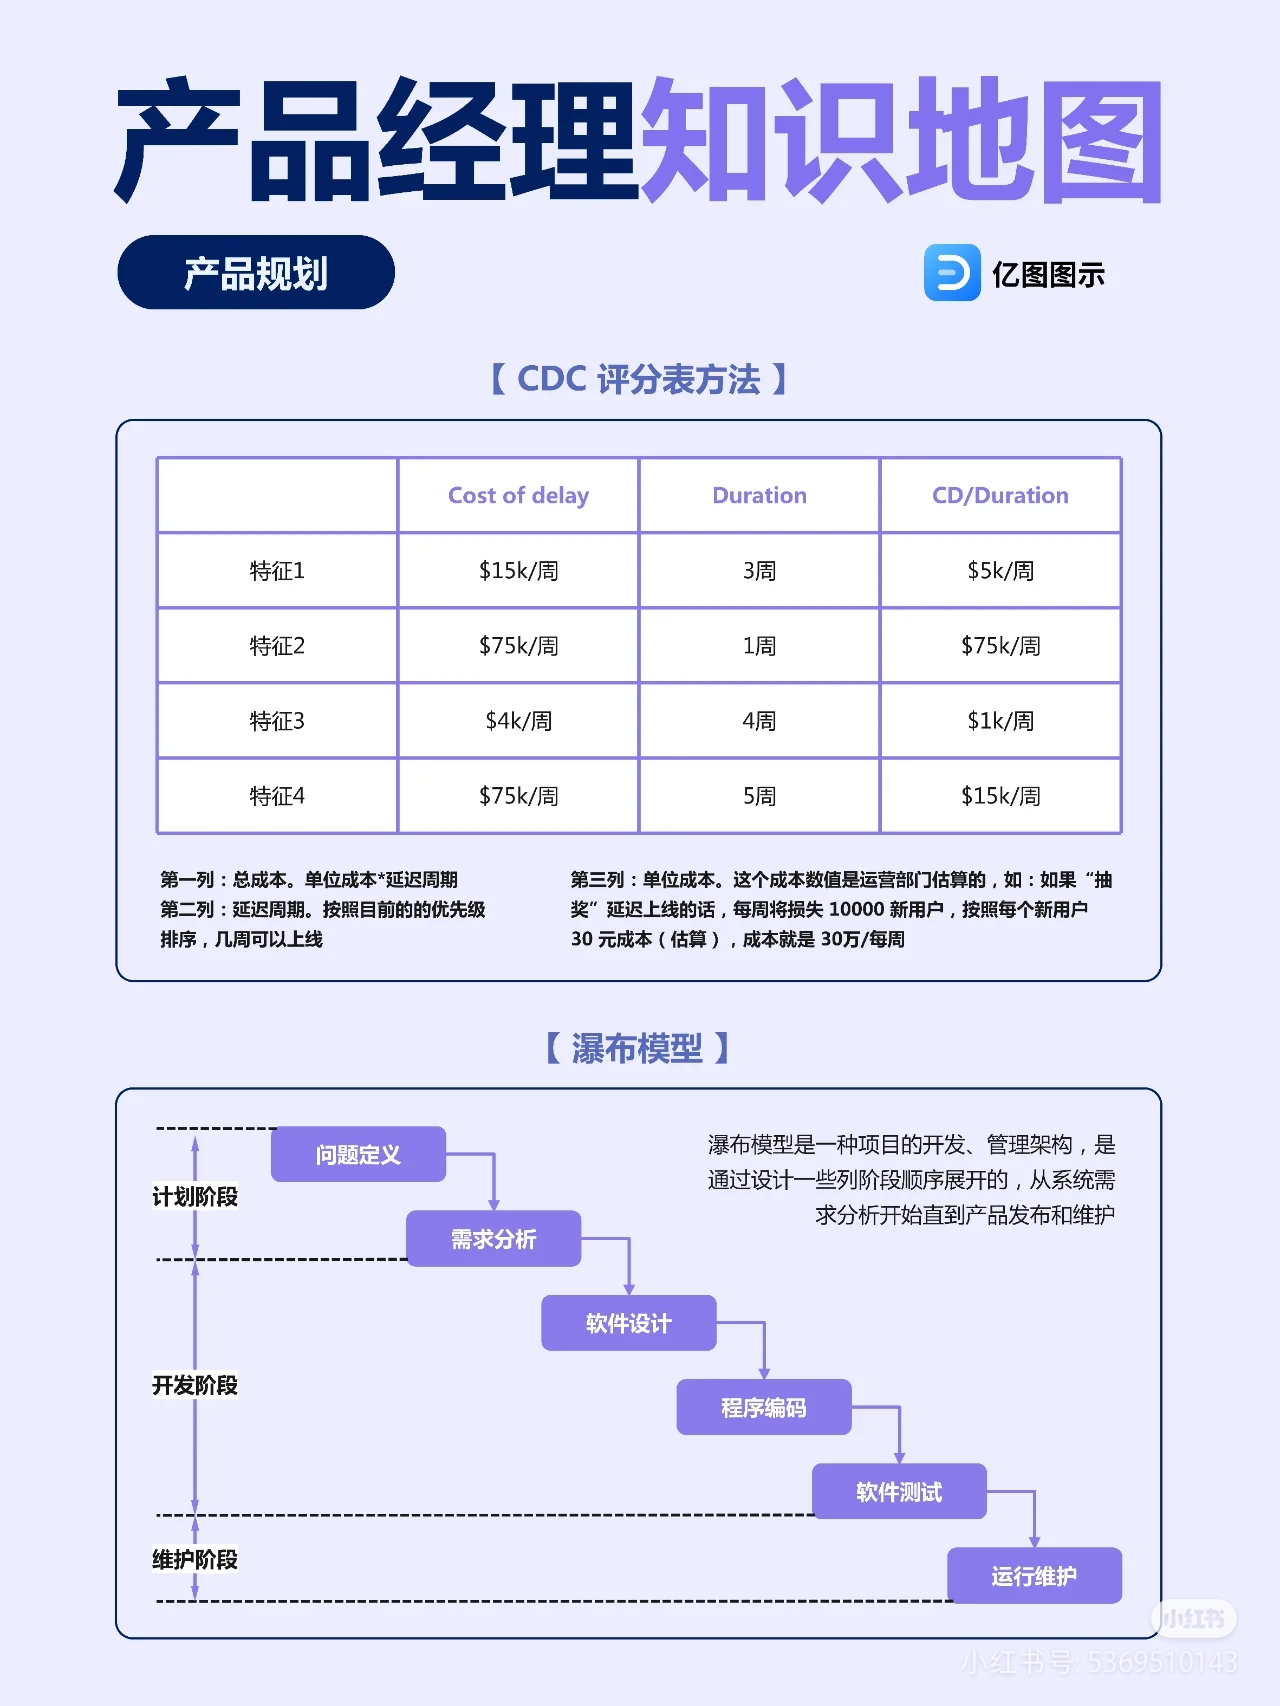 产品经理知识地图
产品规划
亿图图示
【 CDC 评分表方法 】
Cost of delay Duration CD/Duration
特征1 $15k/周 3周 $5k/周
特征2 $75k/周 1周 $75k/周
特征3 $4k/周 4周 $1k/周
特征4 $75k/周 5周 $15k/周
第一列：总成本。单位成本*延迟周期
第二列：延迟周期。按照目前的的优先级
排序，几周可以上线
第三列：单位成本。这个成本数值是运营部门估算的，如：如果“抽
奖”延迟上线的话，每周将损失 10000 新用户，按照每个新用户
30 元成本（估算），成本就是 30万/每周
【 瀑布模型 】
瀑布模型是一种项目的开发、管理架构，是
通过设计一些列阶段顺序展开的，从系统需
求分析开始直到产品发布和维护
计划阶段
问题定义
需求分析
开发阶段
软件设计
程序编码
软件测试
维护阶段
运行维护
小红书
小红书号: 5369510143